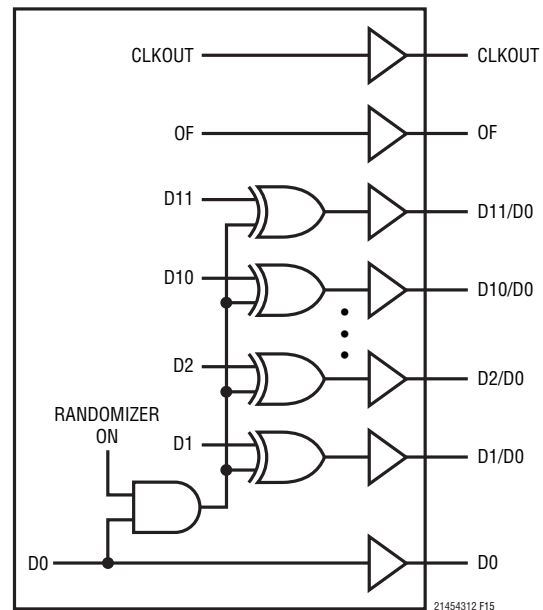 CLKOUT CLKOUT
OF OF
D11 D11/D0
D10 D10/D0
D2 D2/D0
RANDOMIZER
ON
D1 D1/D0
D0 D0
21454312 F15